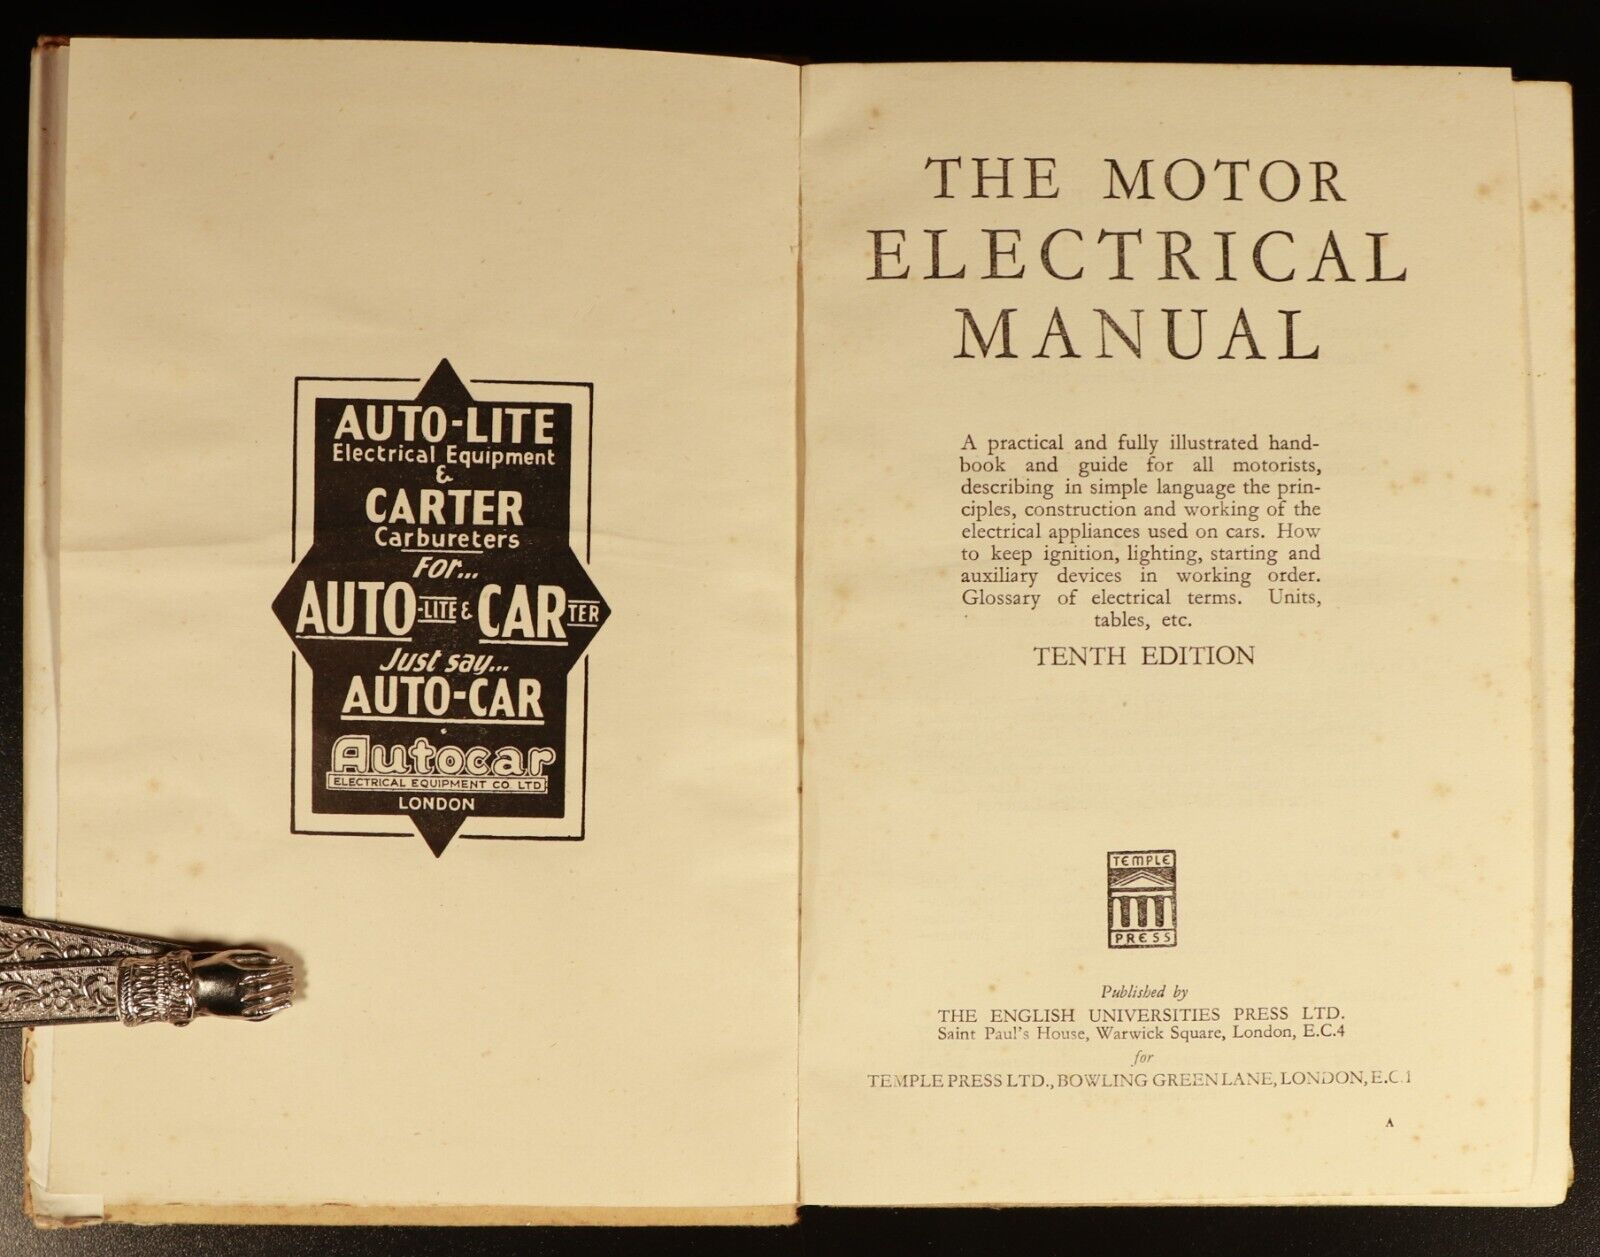 AUTO-LITE
Electrical Equipment
&
CARTER
Carbureters
For...
AUTO-LITE & CARTER
Just say...
AUTO-CAR
Autocar
ELECTRICAL EQUIPMENT CO LTD
LONDON
THE MOTOR
ELECTRICAL
MANUAL
A practical and fully illustrated hand-
book and guide for all motorists,
describing in simple language the prin-
ciples, construction and working of the
electrical appliances used on cars. How
to keep ignition, lighting, starting and
auxiliary devices in working order.
Glossary of electrical terms. Units,
tables, etc.
TENTH EDITION
TEMPLE
PRESS
Published by
THE ENGLISH UNIVERSITIES PRESS LTD.
Saint Paul's House, Warwick Square, London, E.C.4
for
TEMPLE PRESS LTD., BOWLING GREEN LANE, LONDON, E.C.1
A